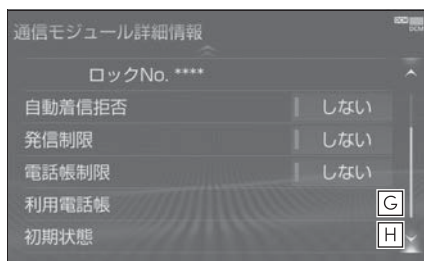 通信モジュール詳細情報
DCM
ロックNo. ****
自動着信拒否 しない
発信制限 しない
電話帳制限 しない
利用電話帳 G
初期状態 H